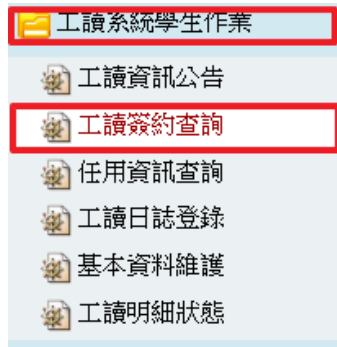 工讀系統學生作業
工讀資訊公告
工讀簽約查詢
任用資訊查詢
工讀日誌登錄
基本資料維護
工讀明細狀態